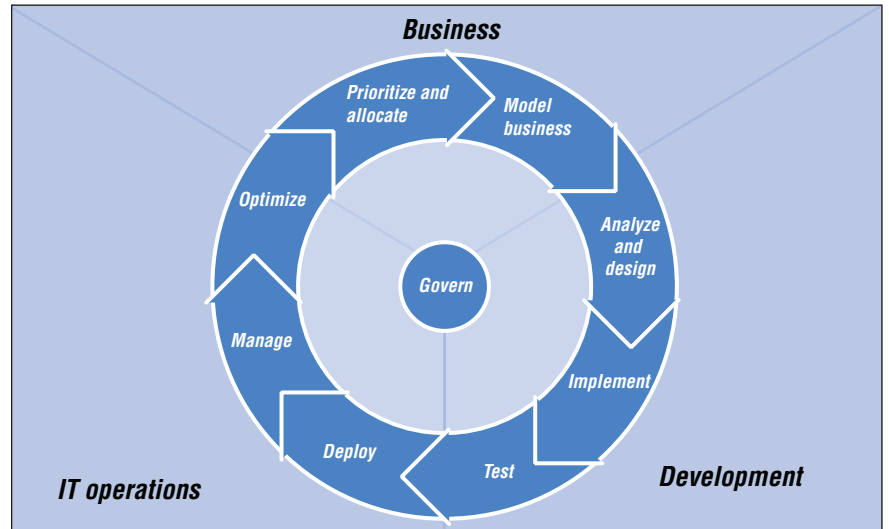 Business
Prioritize and
allocate
Model
business
Optimize
Analyze
and
design
Govern
Manage
Implement
Deploy
Test
IT operations
Development